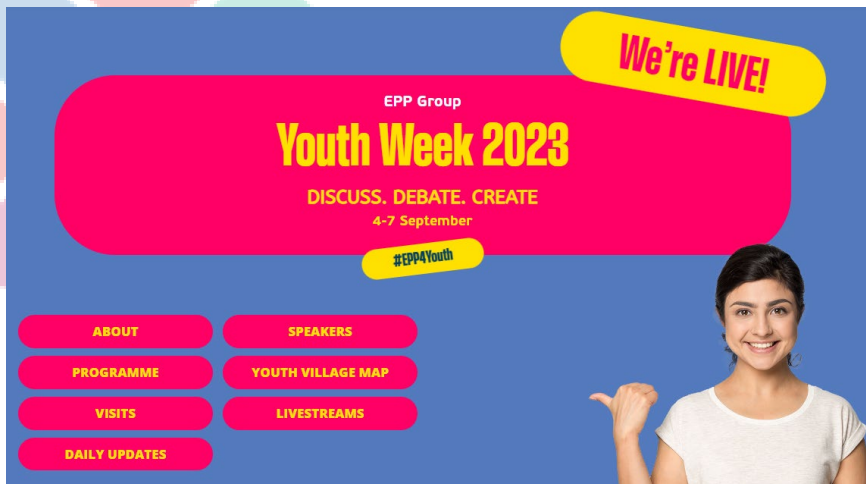 We're LIVE!
EPP Group
Youth Week 2023
DISCUSS. DEBATE. CREATE
4-7 September
#EPP4Youth
ABOUT
SPEAKERS
PROGRAMME
YOUTH VILLAGE MAP
VISITS
LIVESTREAMS
DAILY UPDATES